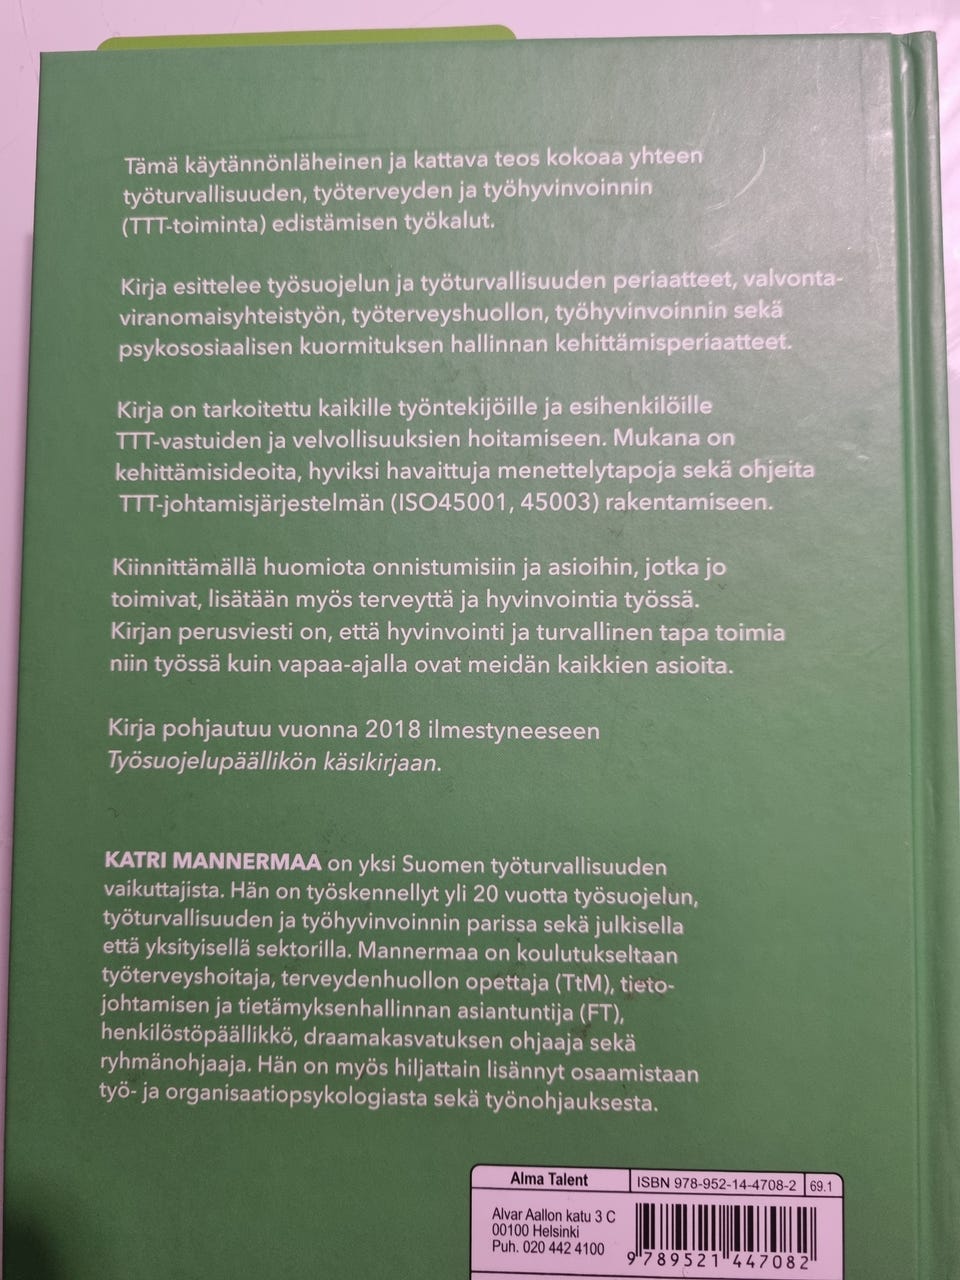 Tämä käytännönläheinen ja kattava teos kokoaa yhteen
työturvallisuuden, työterveyden ja työhyvinvoinnin
(TTT-toiminta) edistämisen työkalut.
Kirja esittelee työsuojelun ja työturvallisuuden periaatteet, valvonta-
viranomaisyhteistyön, työterveyshuollon, työhyvinvoinnin sekä
psykososiaalisen kuormituksen hallinnan kehittämisperiaatteet.
Kirja on tarkoitettu kaikille työntekijöille ja esihenkilöille
TTT-vastuiden ja velvollisuuksien hoitamiseen. Mukana on
kehittämisideoita, hyviksi havaittuja menettelytapoja sekä ohjeita
TTT-johtamisjärjestelmän (ISO45001, 45003) rakentamiseen.
Kiinnittämällä huomiota onnistumisiin ja asioihin, jotka jo
toimivat, lisätään myös terveyttä ja hyvinvointia työssä.
Kirjan perusviesti on, että hyvinvointi ja turvallinen tapa toimia
niin työssä kuin vapaa-ajalla ovat meidän kaikkien asioita.
Kirja pohjautuu vuonna 2018 ilmestyneeseen
Työsuojelupäällikön käsikirjaan.
KATRI MANNERMAA on yksi Suomen työturvallisuuden
vaikuttajista. Hän on työskennellyt yli 20 vuotta työsuojelun,
työturvallisuuden ja työhyvinvoinnin parissa sekä julkisella
että yksityisellä sektorilla. Mannermaa on koulutukseltaan
työterveyshoitaja, terveydenhuollon opettaja (TtM), tieto-
johtamisen ja tietämyksenhallinnan asiantuntija (FT),
henkilöstöpäällikkö, draamakasvatuksen ohjaaja sekä
ryhmänohjaaja. Hän on myös hiljattain lisännyt osaamistaan
työ- ja organisaatiopsykologiasta sekä työnohjauksesta.
Alma Talent ISBN 978-952-14-4708-2 69.1
Alvar Aallon katu 3 C
00100 Helsinki
Puh. 020 442 4100
9 789521 447082